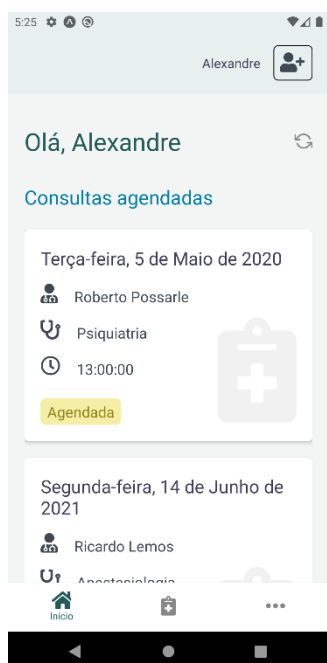 5:25
Alexandre
Olá, Alexandre
Consultas agendadas
Terça-feira, 5 de Maio de 2020
Roberto Possarle
Psiquiatria
13:00:00
Agendada
Segunda-feira, 14 de Junho de
2021
Ricardo Lemos
Anestesiologia
Início